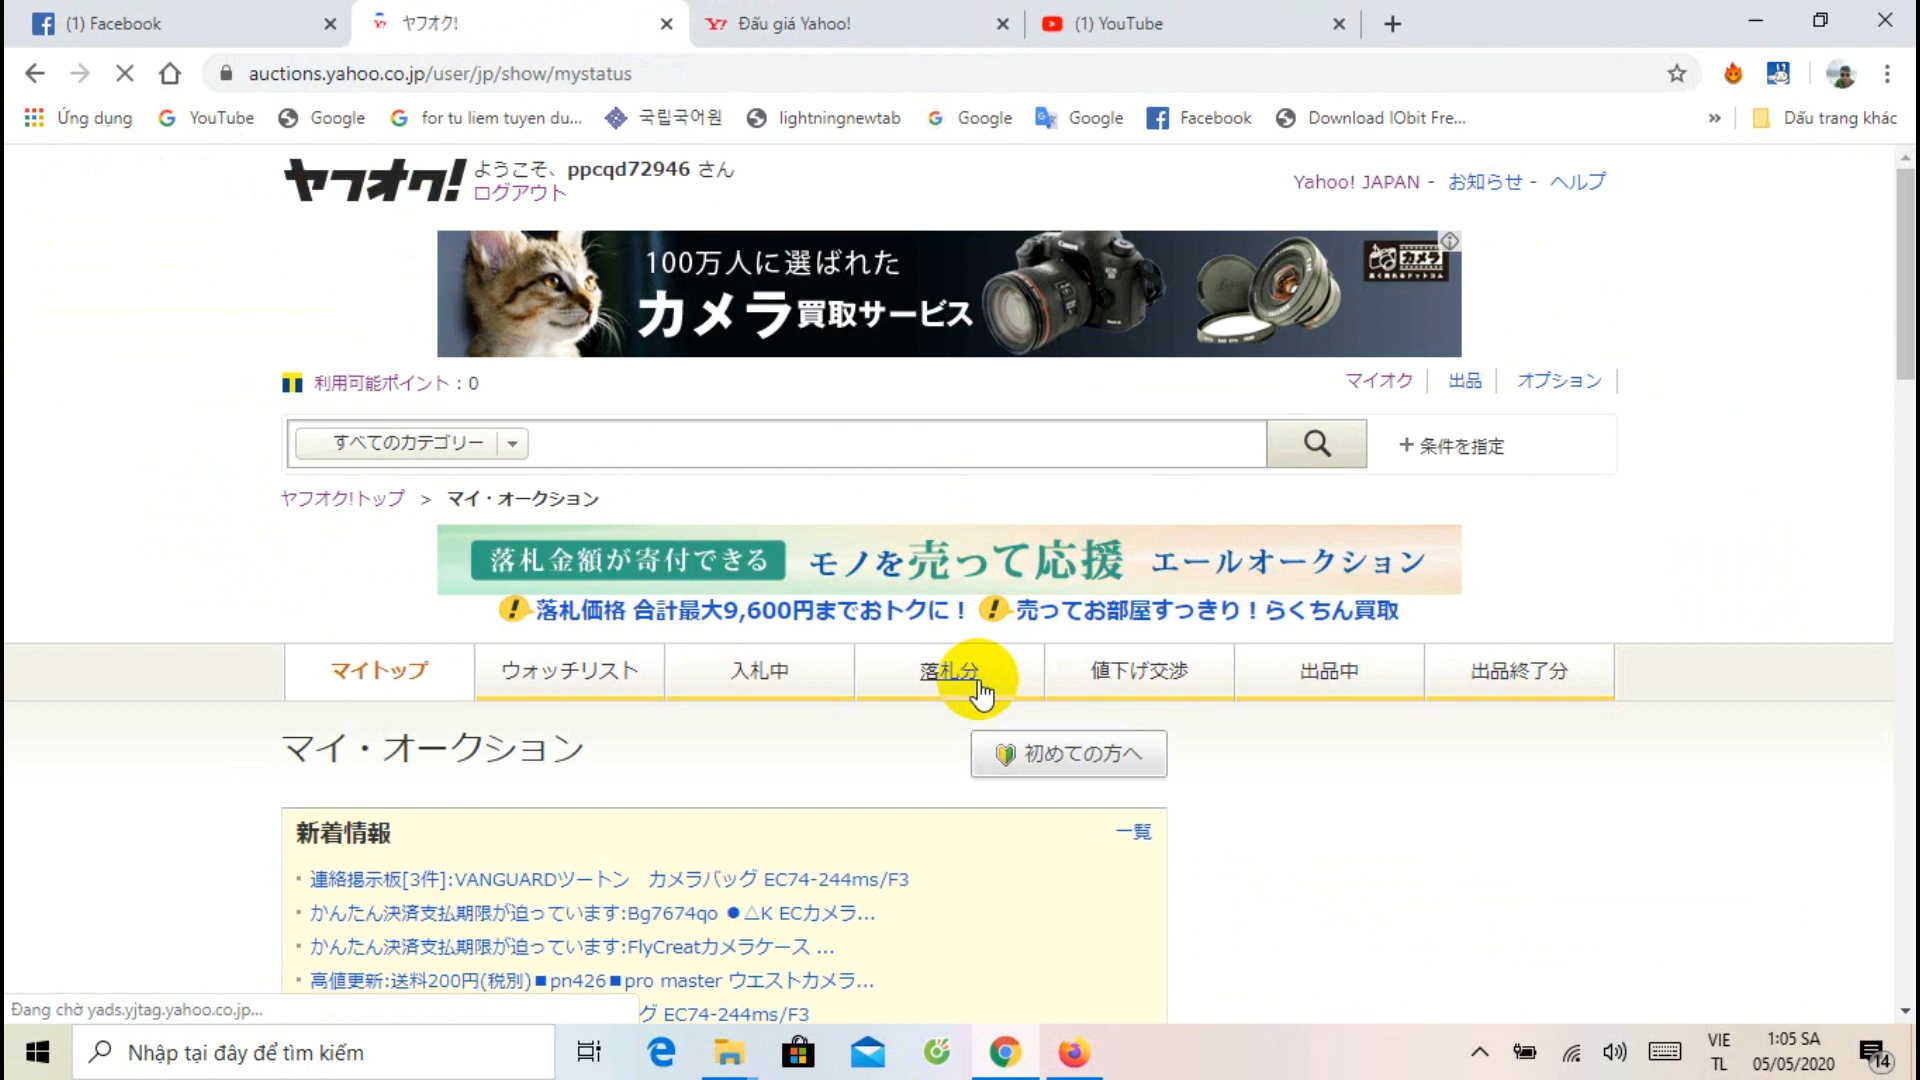 (1) Facebook
ヤフオク!
Đấu giá Yahoo!
(1) YouTube
auctions.yahoo.co.jp/user/jp/show/mystatus
Ứng dụng
YouTube
Google
for tu liem tuyen du...
국립국어원
lightningnewtab
Google
Google
Facebook
Download IObit Fre...
»
Dấu trang khác
ヤフオク!
ようこそ、ppcqd72946 さん
ログアウト
Yahoo! JAPAN - お知らせ - ヘルプ
100万人に選ばれた
カメラ買取サービス
Canon
カメラ
利用可能ポイント：0
マイオク
出品
オプション
すべてのカテゴリー
+ 条件を指定
ヤフオク!トップ > マイ・オークション
落札金額が寄付できる モノを売って応援 エールオークション
落札価格 合計最大9,600円までおトクに！ 売ってお部屋すっきり！らくちん買取
マイトップ
ウォッチリスト
入札中
落札分
値下げ交渉
出品中
出品終了分
マイ・オークション
初めての方へ
新着情報
一覧
連絡掲示板[3件]:VANGUARDツートン　カメラバッグ EC74-244ms/F3
かんたん決済支払期限が迫っています:Bg7674qo ●△K ECカメラ...
かんたん決済支払期限が迫っています:FlyCreatカメラケース ...
高値更新:送料200円(税別)■pn426■pro master ウエストカメラ...
グ EC74-244ms/F3
Đang chờ yads.yjtag.yahoo.co.jp...
Nhập tại đây để tìm kiếm
VIE
TL
1:05 SA
05/05/2020
14